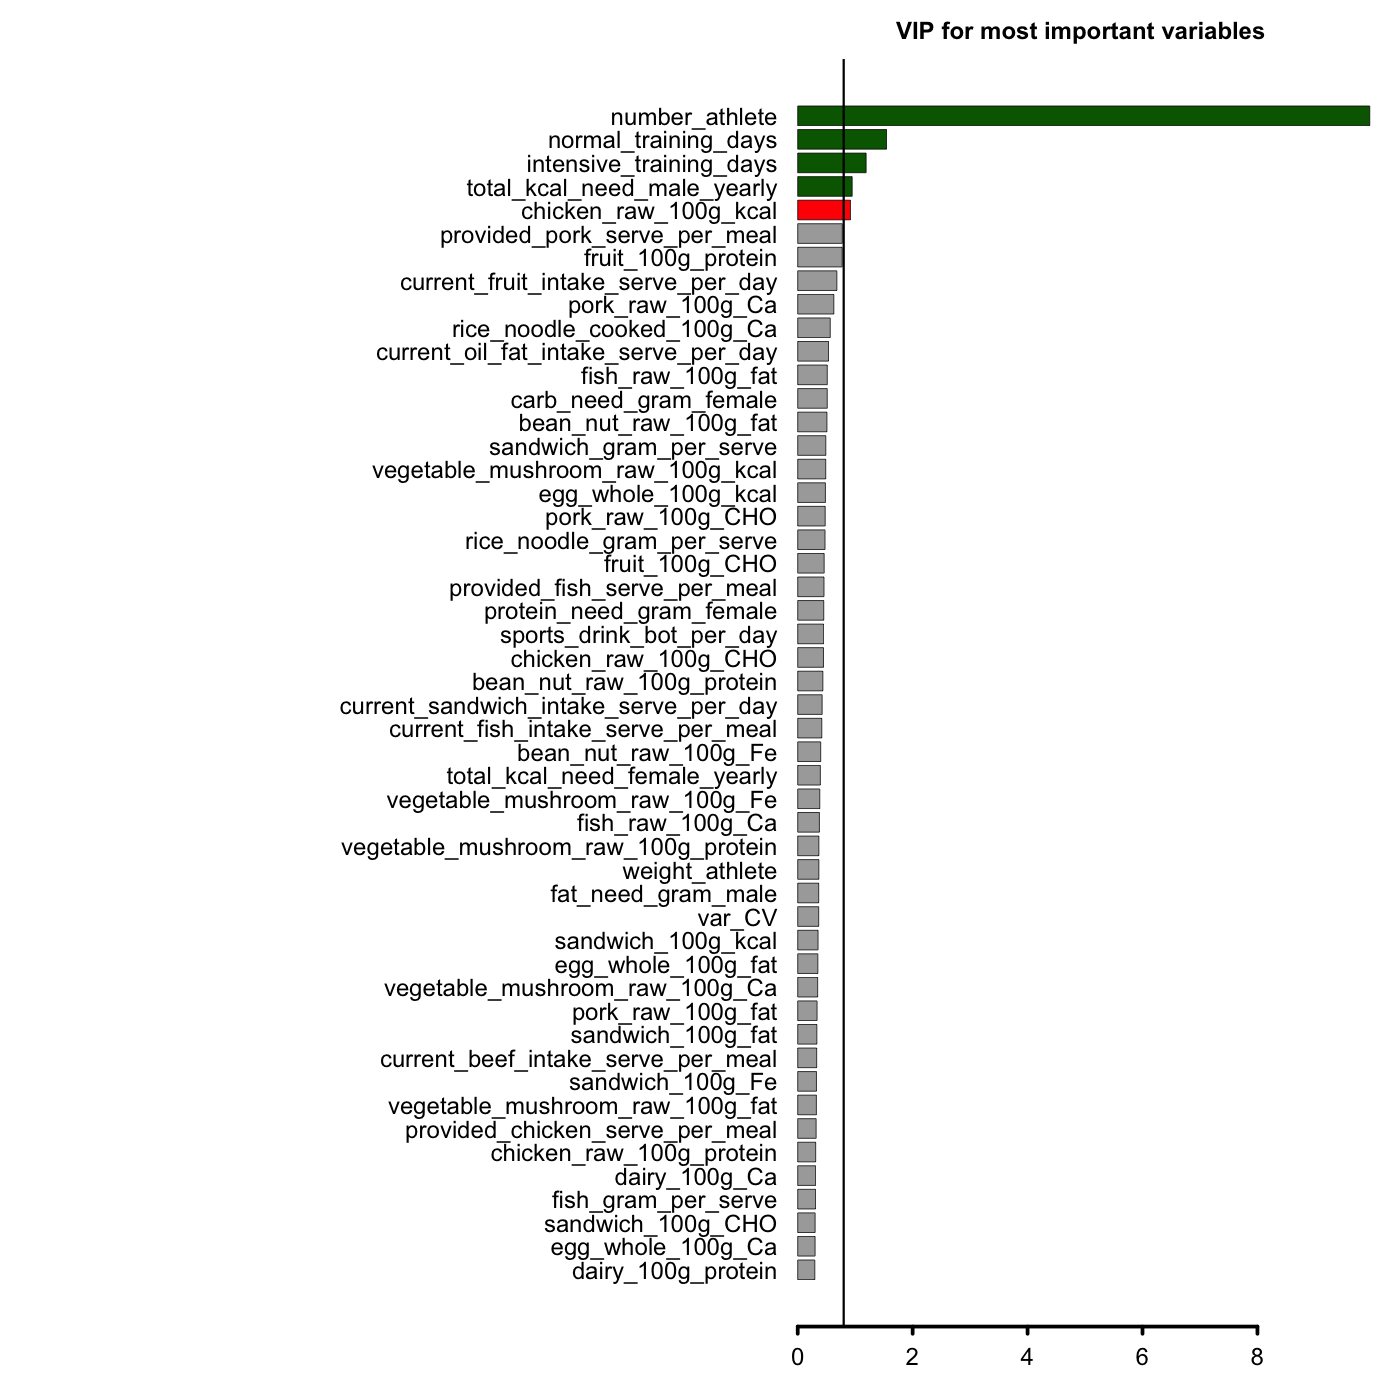 VIP for most important variables
number_athlete
normal_training_days
intensive_training_days
total_kcal_need_male_yearly
chicken_raw_100g_kcal
provided_pork_serve_per_meal
fruit_100g_protein
current_fruit_intake_serve_per_day
pork_raw_100g_Ca
rice_noodle_cooked_100g_Ca
current_oil_fat_intake_serve_per_day
fish_raw_100g_fat
carb_need_gram_female
bean_nut_raw_100g_fat
sandwich_gram_per_serve
vegetable_mushroom_raw_100g_kcal
egg_whole_100g_kcal
pork_raw_100g_CHO
rice_noodle_gram_per_serve
fruit_100g_CHO
provided_fish_serve_per_meal
protein_need_gram_female
sports_drink_bot_per_day
chicken_raw_100g_CHO
bean_nut_raw_100g_protein
current_sandwich_intake_serve_per_day
current_fish_intake_serve_per_meal
bean_nut_raw_100g_Fe
total_kcal_need_female_yearly
vegetable_mushroom_raw_100g_Fe
fish_raw_100g_Ca
vegetable_mushroom_raw_100g_protein
weight_athlete
fat_need_gram_male
var_CV
sandwich_100g_kcal
egg_whole_100g_fat
vegetable_mushroom_raw_100g_Ca
pork_raw_100g_fat
sandwich_100g_fat
current_beef_intake_serve_per_meal
sandwich_100g_Fe
vegetable_mushroom_raw_100g_fat
provided_chicken_serve_per_meal
chicken_raw_100g_protein
dairy_100g_Ca
fish_gram_per_serve
sandwich_100g_CHO
egg_whole_100g_Ca
dairy_100g_protein
0 2 4 6 8